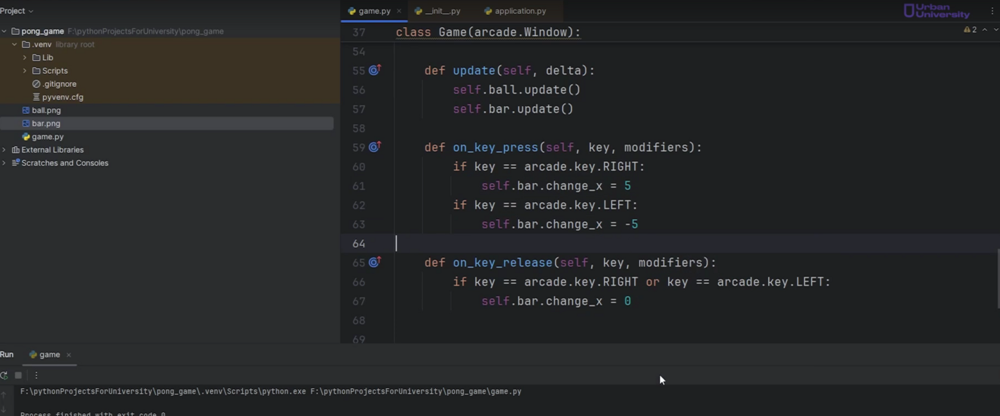 Project
game.py
__init__.py
application.py
Urban
University
pong_game F:\pythonProjectsForUniversity\pong_game
.venv library root
Lib
Scripts
.gitignore
pyvenv.cfg
ball.png
bar.png
game.py
External Libraries
Scratches and Consoles
2
37 class Game(arcade.Window):
54
55 def update(self, delta):
56 self.ball.update()
57 self.bar.update()
58
59 def on_key_press(self, key, modifiers):
60 if key == arcade.key.RIGHT:
61 self.bar.change_x = 5
62 if key == arcade.key.LEFT:
63 self.bar.change_x = -5
64
65 def on_key_release(self, key, modifiers):
66 if key == arcade.key.RIGHT or key == arcade.key.LEFT:
67 self.bar.change_x = 0
68
69
Run game
F:\pythonProjectsForUniversity\pong_game\.venv\Scripts\python.exe F:\pythonProjectsForUniversity\pong_game\game.py
Process finished with exit code 0